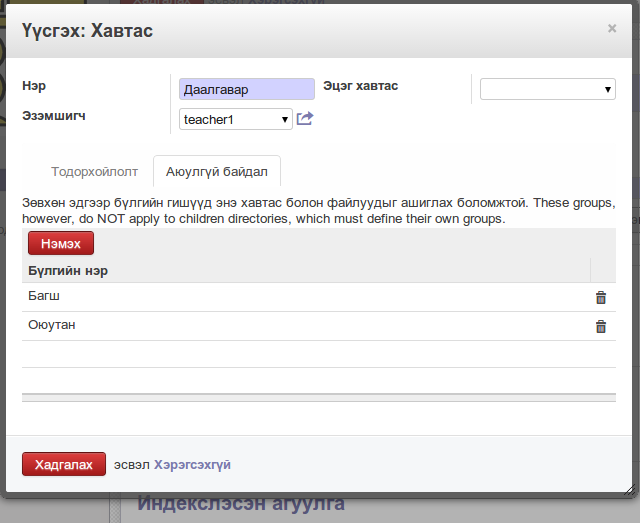 Үүсгэх: Хавтас ×
Нэр Даалгавар Эцэг хавтас
Эзэмшигч teacher1
Тодорхойлолт Аюулгүй байдал
Зөвхөн эдгээр бүлгийн гишүүд энэ хавтас болон файлуудыг ашиглах боломжтой. These groups,
however, do NOT apply to children directories, which must define their own groups.
Нэмэх
Бүлгийн нэр
Багш
Оюутан
Хадгалах эсвэл Хэрэгсэхгүй
Индекслэсэн агуулга